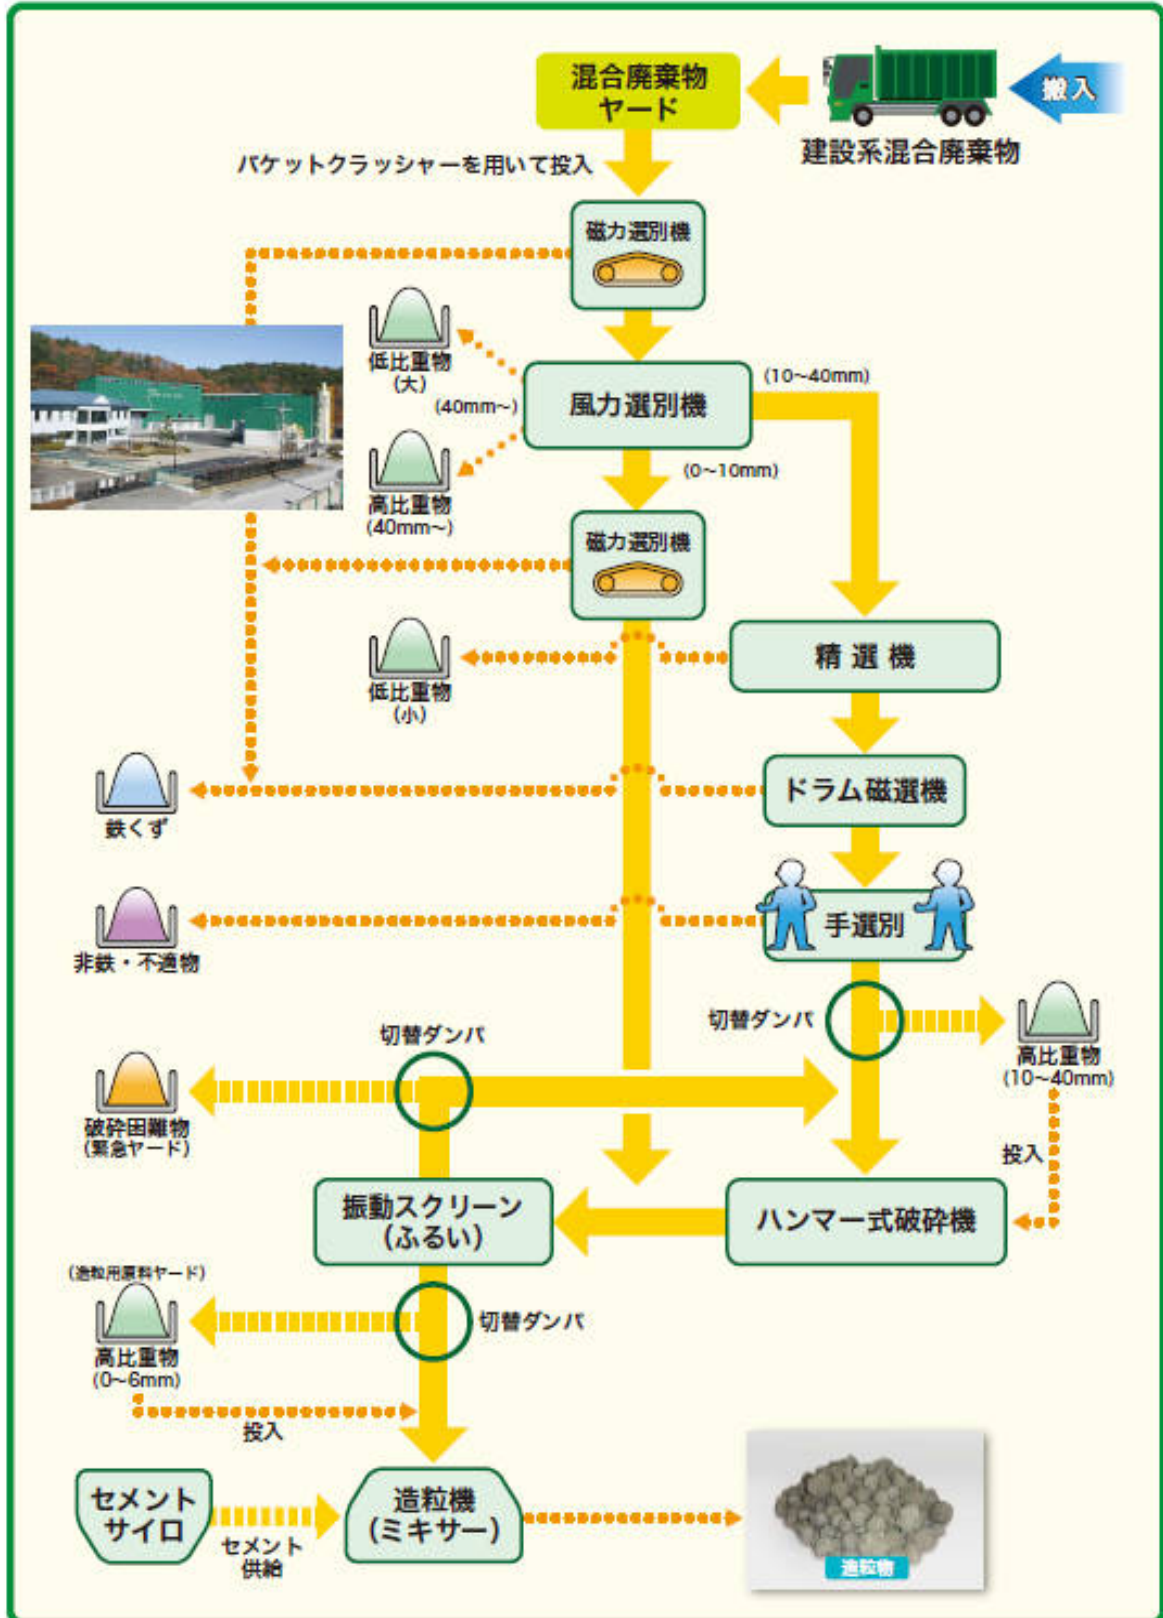 搬入
建設系混合廃棄物
混合廃棄物
ヤード
バケットクラッシャーを用いて投入
磁力選別機
低比重物
(大)
(40mm〜)
風力選別機
(10〜40mm)
高比重物
(40mm〜)
(0〜10mm)
磁力選別機
低比重物
(小)
精選機
鉄くず
ドラム磁選機
非鉄・不適物
手選別
切替ダンパ
高比重物
(10〜40mm)
切替ダンパ
破砕困難物
(緊急ヤード)
投入
振動スクリーン
(ふるい)
ハンマー式破砕機
(造粒用原料ヤード)
高比重物
(0〜6mm)
切替ダンパ
投入
セメント
サイロ
セメント
供給
造粒機
(ミキサー)
造粒物